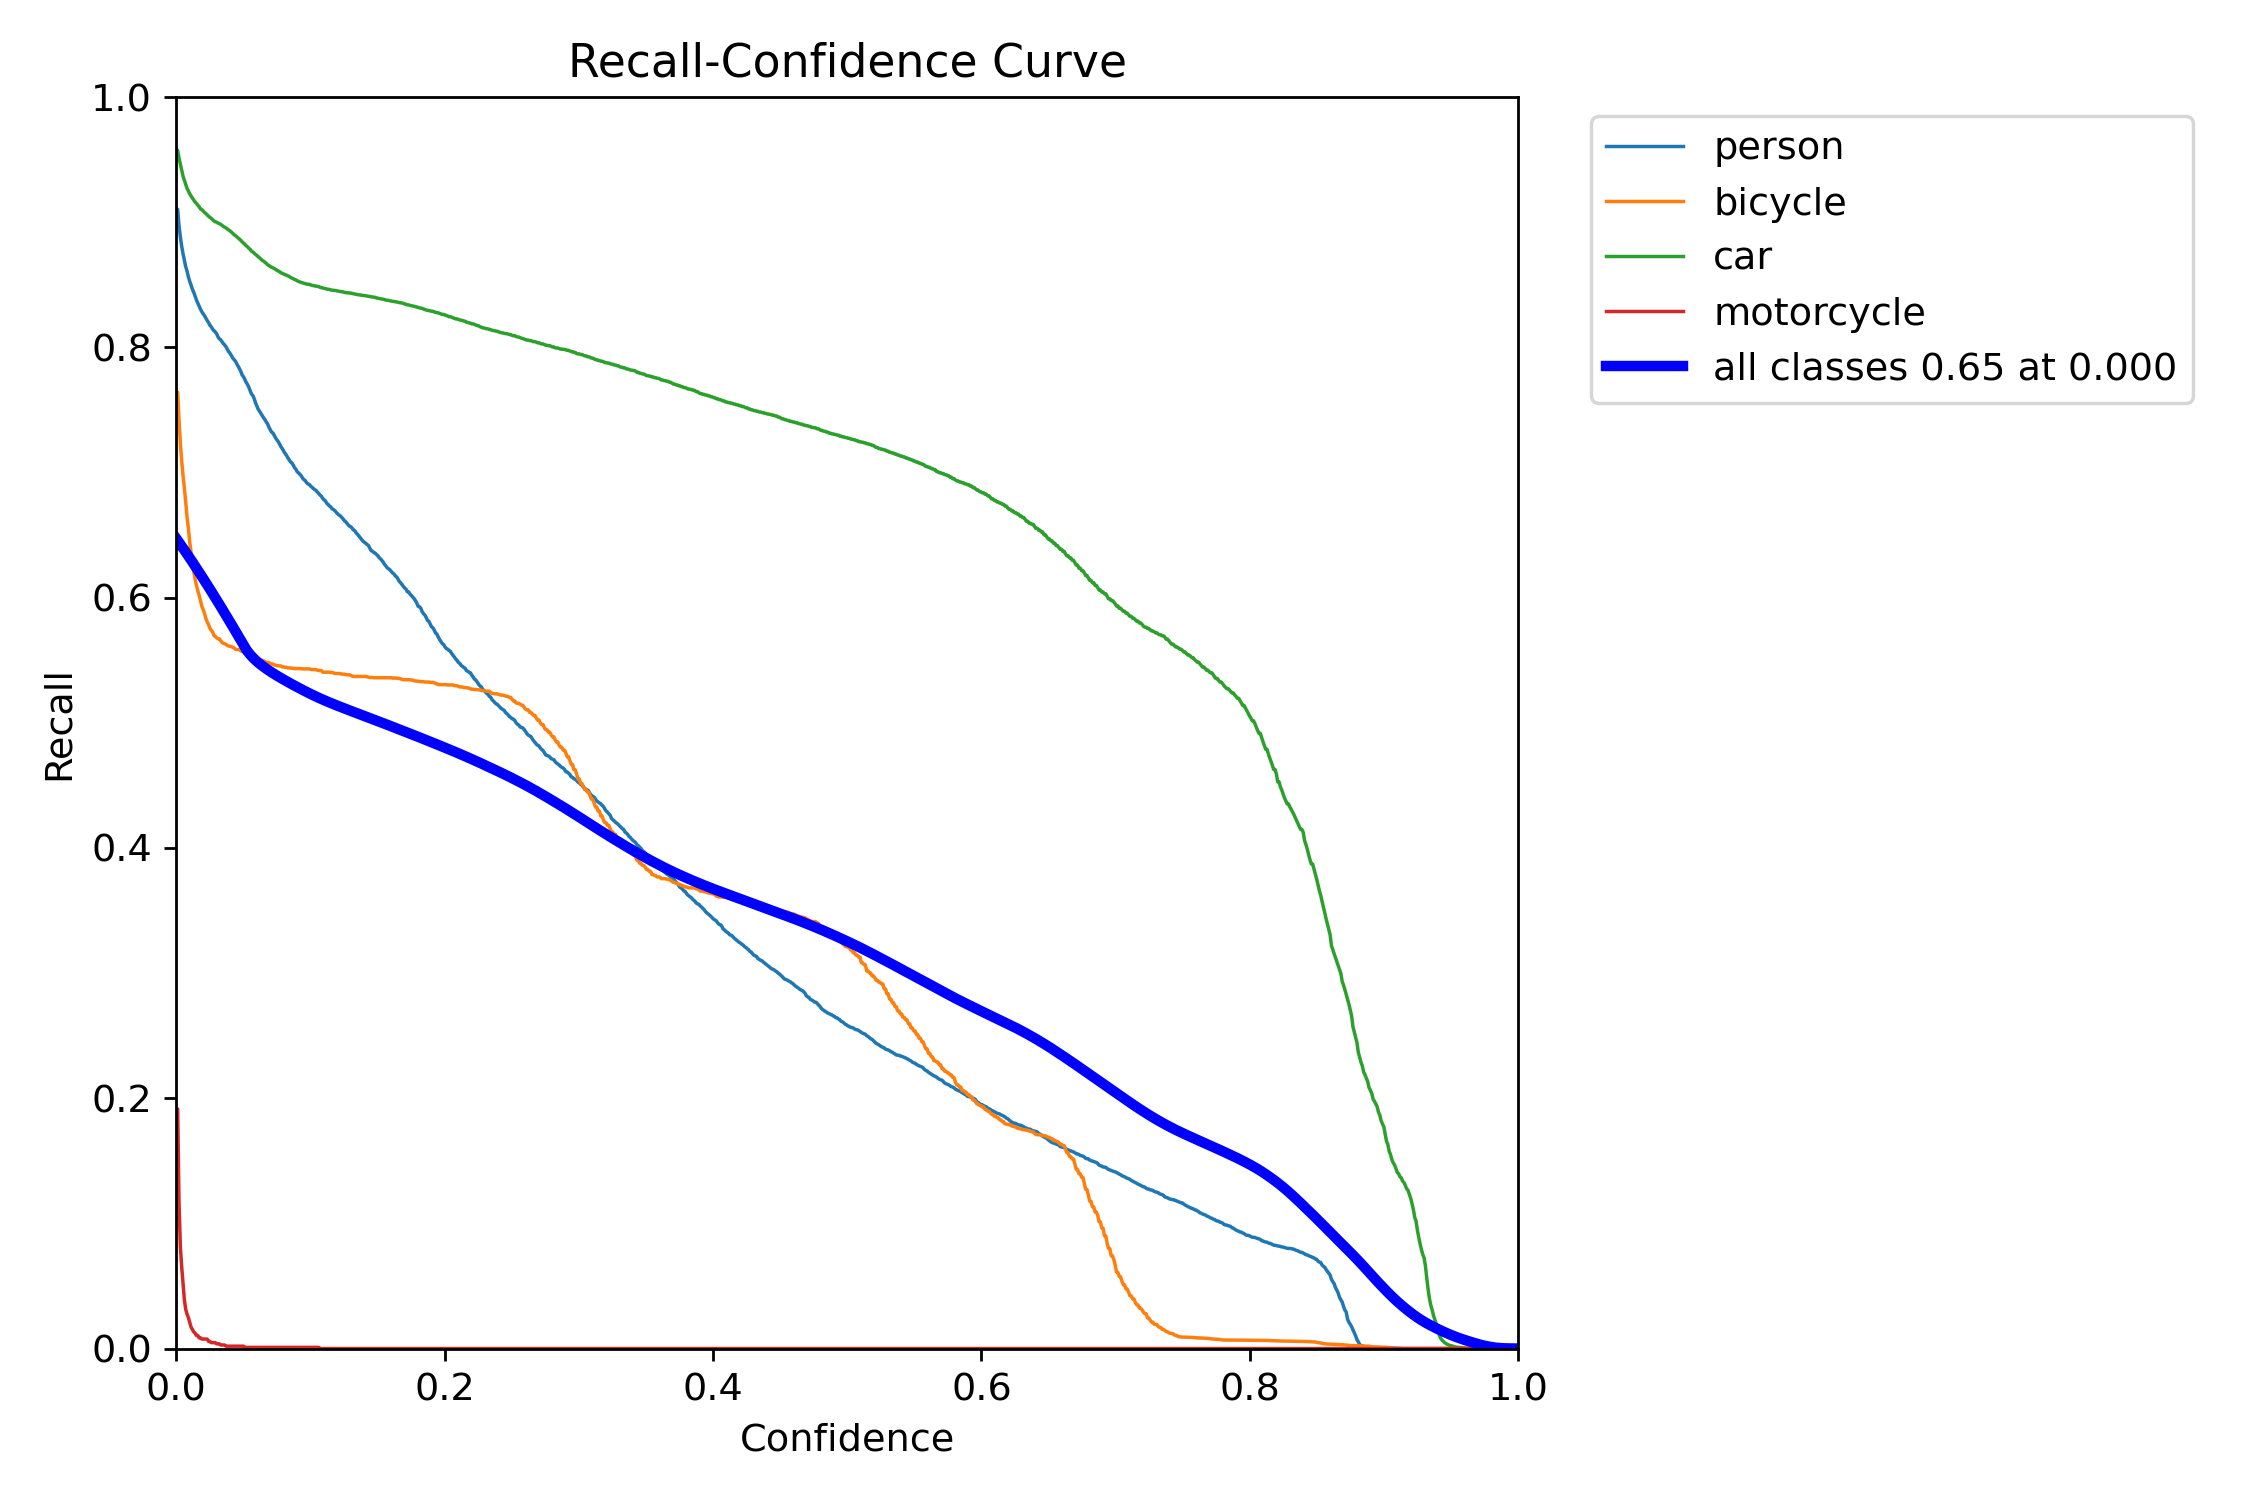 Recall-Confidence Curve
1.0
0.8
0.6
0.4
0.2
0.0
Recall
0.0 0.2 0.4 0.6 0.8 1.0
Confidence
person
bicycle
car
motorcycle
all classes 0.65 at 0.000